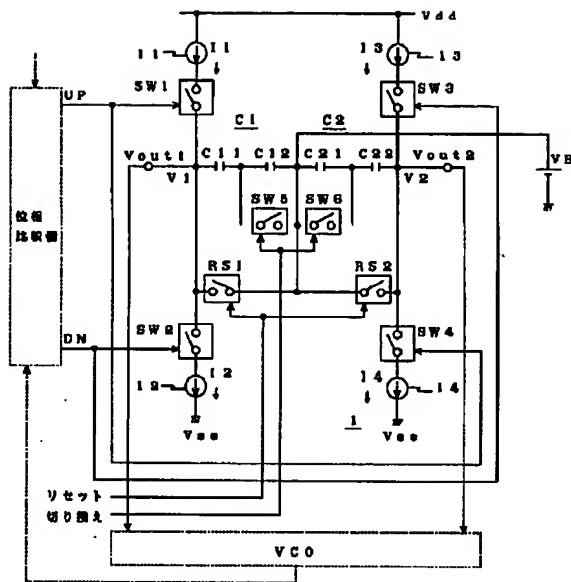 Vdd
I1 I1 I3 I3
SW1 SW3
UP
C1 C2
Vout1 C11 C12 C21 C22 Vout2
V1 V2
SW5 SW6
位相
比較器
RS1 RS2
DN SW2 SW4
I2 I2 I4 I4
Vss 1 Vss
リセット
切り換え
VCO